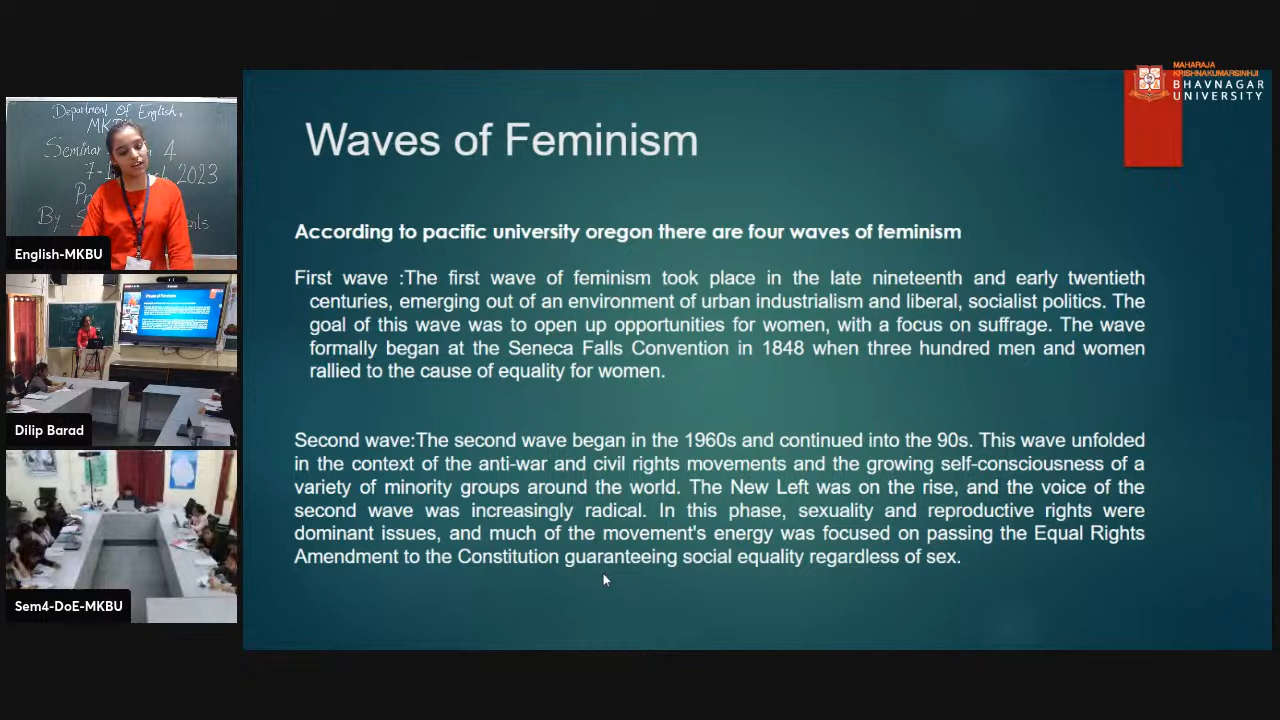 MAHARAJA
KRISHNAKUMARSINHJI
BHAVNAGAR
UNIVERSITY
Waves of Feminism
According to pacific university oregon there are four waves of feminism
First wave :The first wave of feminism took place in the late nineteenth and early twentieth
centuries, emerging out of an environment of urban industrialism and liberal, socialist politics. The
goal of this wave was to open up opportunities for women, with a focus on suffrage. The wave
formally began at the Seneca Falls Convention in 1848 when three hundred men and women
rallied to the cause of equality for women.
Second wave:The second wave began in the 1960s and continued into the 90s. This wave unfolded
in the context of the anti-war and civil rights movements and the growing self-consciousness of a
variety of minority groups around the world. The New Left was on the rise, and the voice of the
second wave was increasingly radical. In this phase, sexuality and reproductive rights were
dominant issues, and much of the movement's energy was focused on passing the Equal Rights
Amendment to the Constitution guaranteeing social equality regardless of sex.
Department Of English,
MK
Seminar 4
7-1 2023
By
English-MKBU
Waves of Feminism
Dilip Barad
Sem4-DoE-MKBU